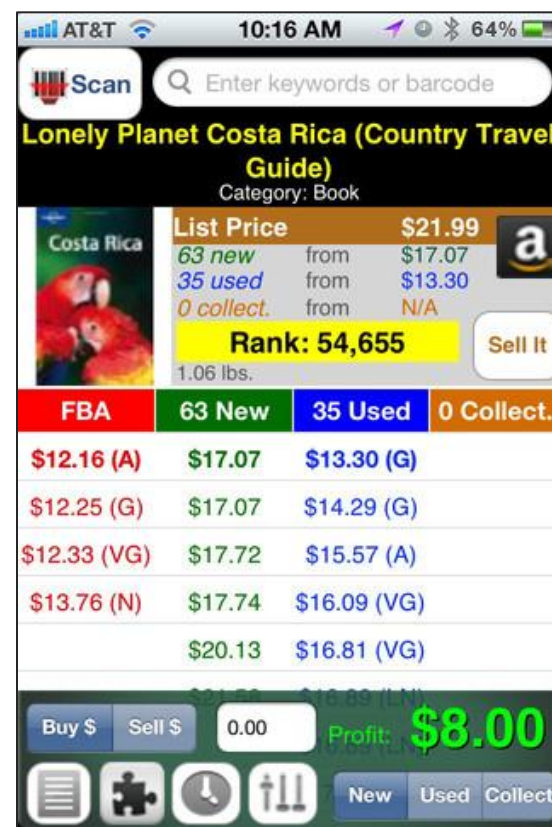 AT&T 10:16 AM 64%
Scan Enter keywords or barcode
Lonely Planet Costa Rica (Country Travel
Guide)
Category: Book
Costa Rica
List Price $21.99
63 new from $17.07
35 used from $13.30
0 collect. from N/A
a
Rank: 54,655
Sell It
1.06 lbs.
FBA 63 New 35 Used 0 Collect.
$12.16 (A) $17.07 $13.30 (G)
$12.25 (G) $17.07 $14.29 (G)
$12.33 (VG) $17.72 $15.57 (A)
$13.76 (N) $17.74 $16.09 (VG)
$20.13 $16.81 (VG)
$16.89 (LN)
Buy $ Sell $ 0.00 Profit: $8.00
New Used Collect